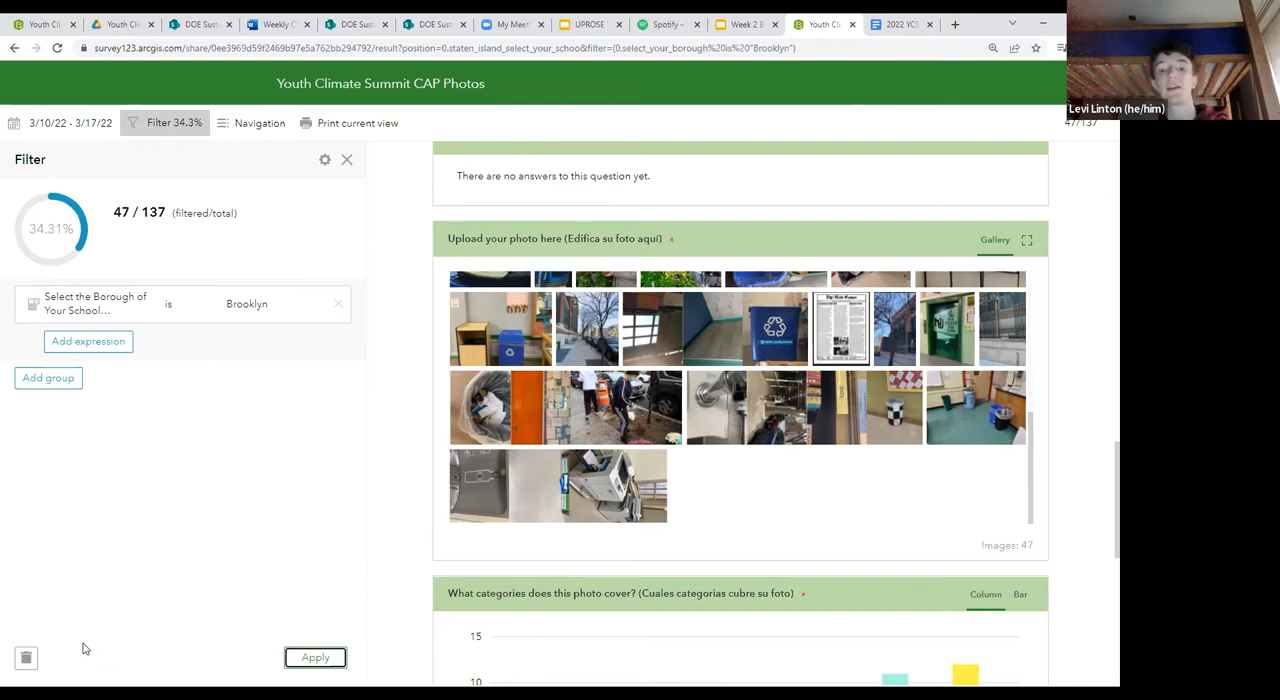 Youth Cli
Youth Clin
DOE Sust
Weekly C
DOE Sust
DOE Sust
My Meet
UPROSE
Spotify –
Week 2 B
Youth Cli
2022 YCS
survey123.arcgis.com/share/0ee3969d59f2469b97e5a762bb294792/result?position=0.staten_island_select_your_schoo&filter=(0.select_your_borough%20is%20"Brooklyn")
Levi Linton (he/him)
Youth Climate Summit CAP Photos
3/10/22 - 3/17/22
Filter 34.3%
Navigation
Print current view
47/137
Filter
34.31%
47 / 137 (filtered/total)
Select the Borough of
Your School...
is
Brooklyn
Add expression
Add group
Apply
There are no answers to this question yet.
Upload your photo here (Edifica su foto aquí) *
Gallery
Images: 47
What categories does this photo cover? (Cuales categorias cubre su foto) *
Column
Bar
15
10